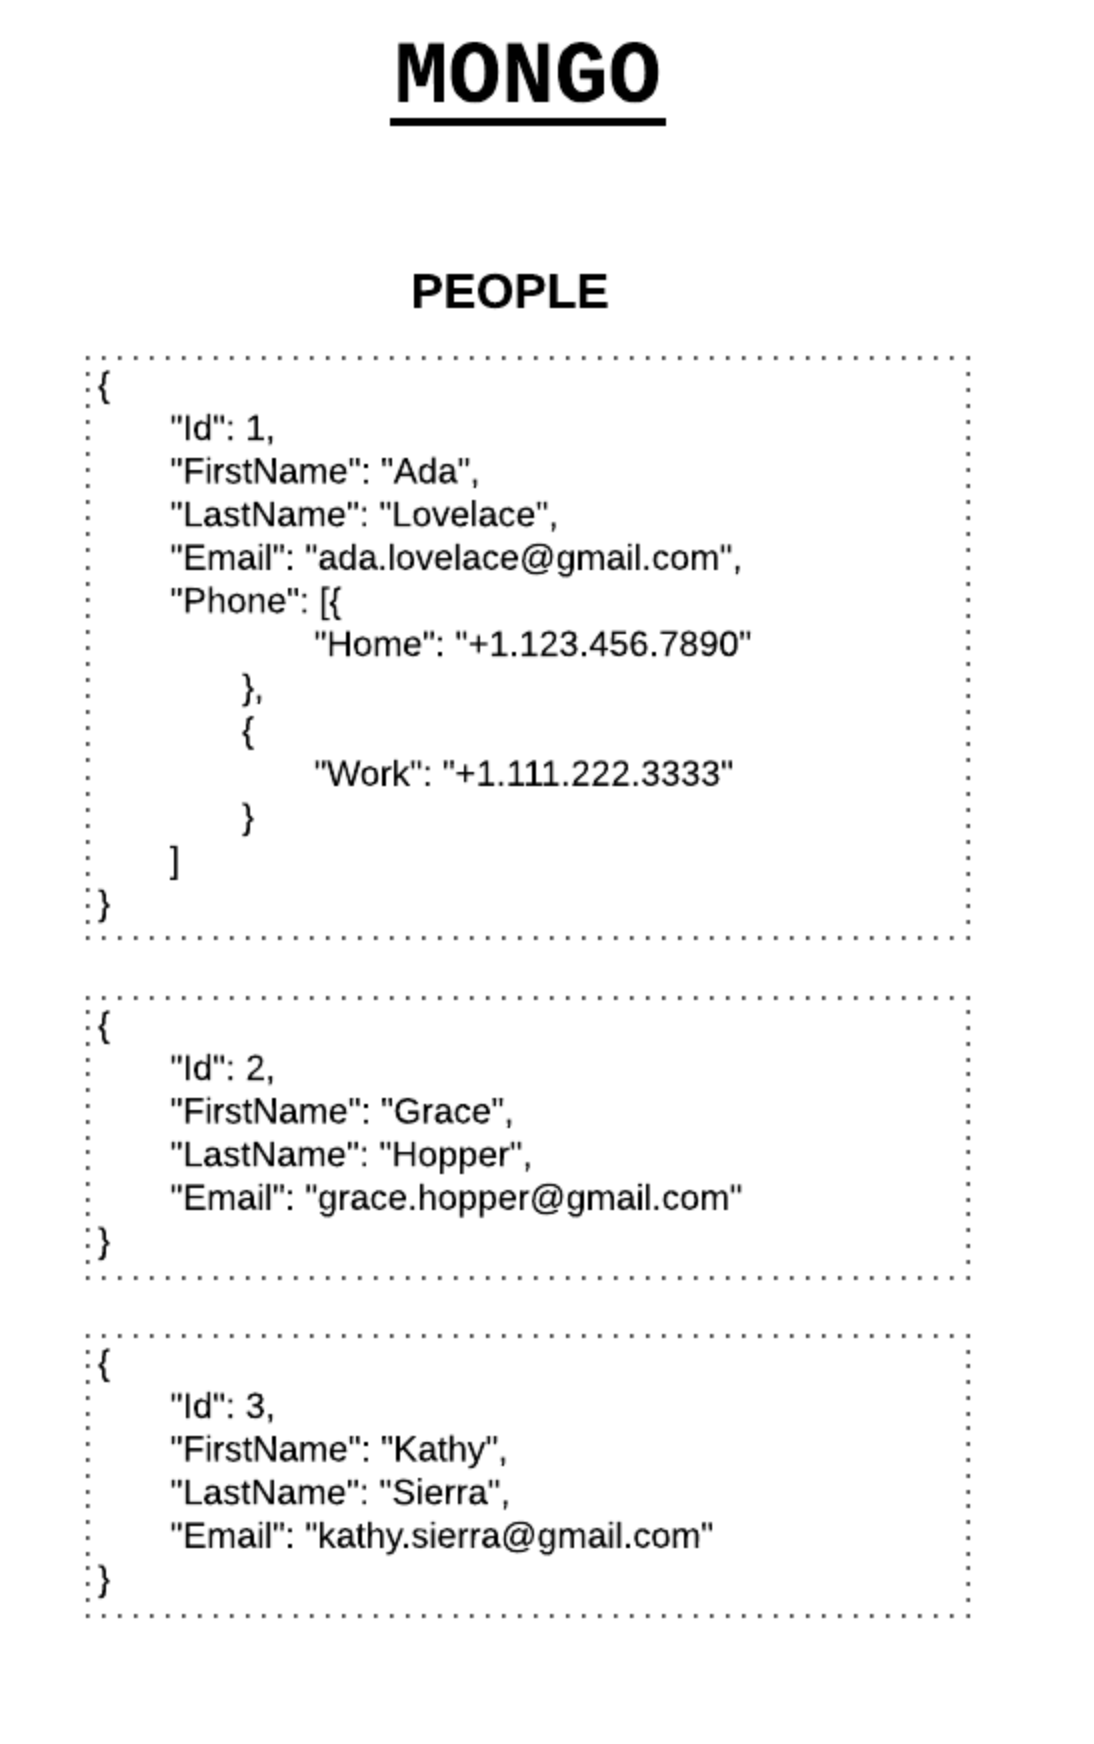 MONGO
PEOPLE
{
"Id": 1,
"FirstName": "Ada",
"LastName": "Lovelace",
"Email": "ada.lovelace@gmail.com",
"Phone": [{
"Home": "+1.123.456.7890"
},
{
"Work": "+1.111.222.3333"
}
]
}
{
"Id": 2,
"FirstName": "Grace",
"LastName": "Hopper",
"Email": "grace.hopper@gmail.com"
}
{
"Id": 3,
"FirstName": "Kathy",
"LastName": "Sierra",
"Email": "kathy.sierra@gmail.com"
}